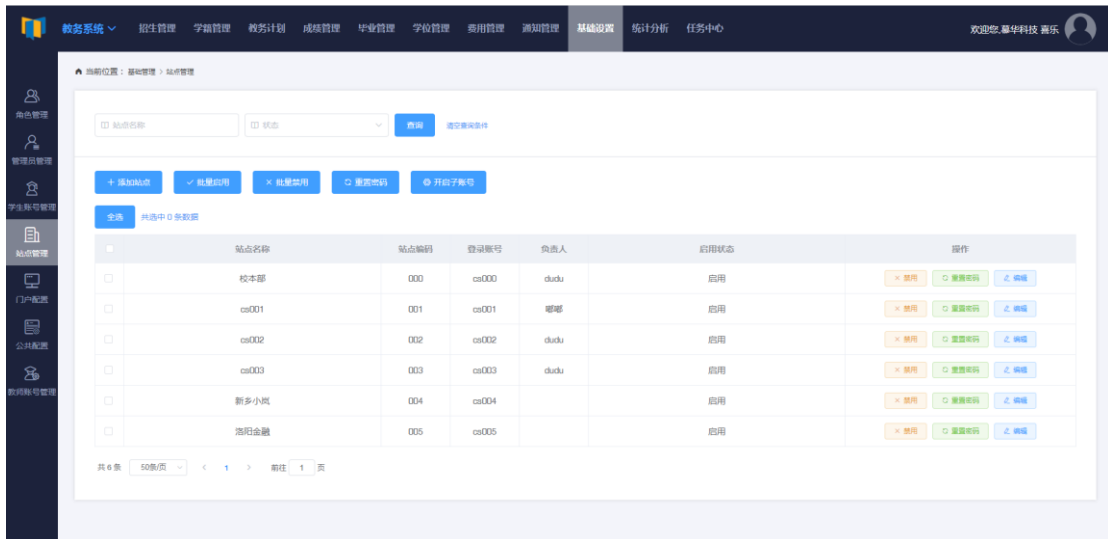 教务系统 招生管理 学籍管理 教务计划 成绩管理 毕业管理 学位管理 费用管理 通知管理 基础设置 统计分析 任务中心 欢迎您,慕华科技 喜乐
当前位置： 基础管理 > 站点管理
角色管理
管理员管理
学生账号管理
站点管理
门户配置
公共配置
教师账号管理
站点名称 状态 查询 清空查询条件
+ 添加站点 批量启用 × 批量禁用 重置密码 开启子账号
全选 共选中 0 条数据
站点名称 站点编码 登录账号 负责人 启用状态 操作
校本部 000 cs000 dudu 启用 × 禁用 重置密码 编辑
cs001 001 cs001 嘟嘟 启用 × 禁用 重置密码 编辑
cs002 002 cs002 dudu 启用 × 禁用 重置密码 编辑
cs003 003 cs003 dudu 启用 × 禁用 重置密码 编辑
新乡小岚 004 cs004 启用 × 禁用 重置密码 编辑
洛阳金融 005 cs005 启用 × 禁用 重置密码 编辑
共 6 条 50条/页 < 1 > 前往 1 页